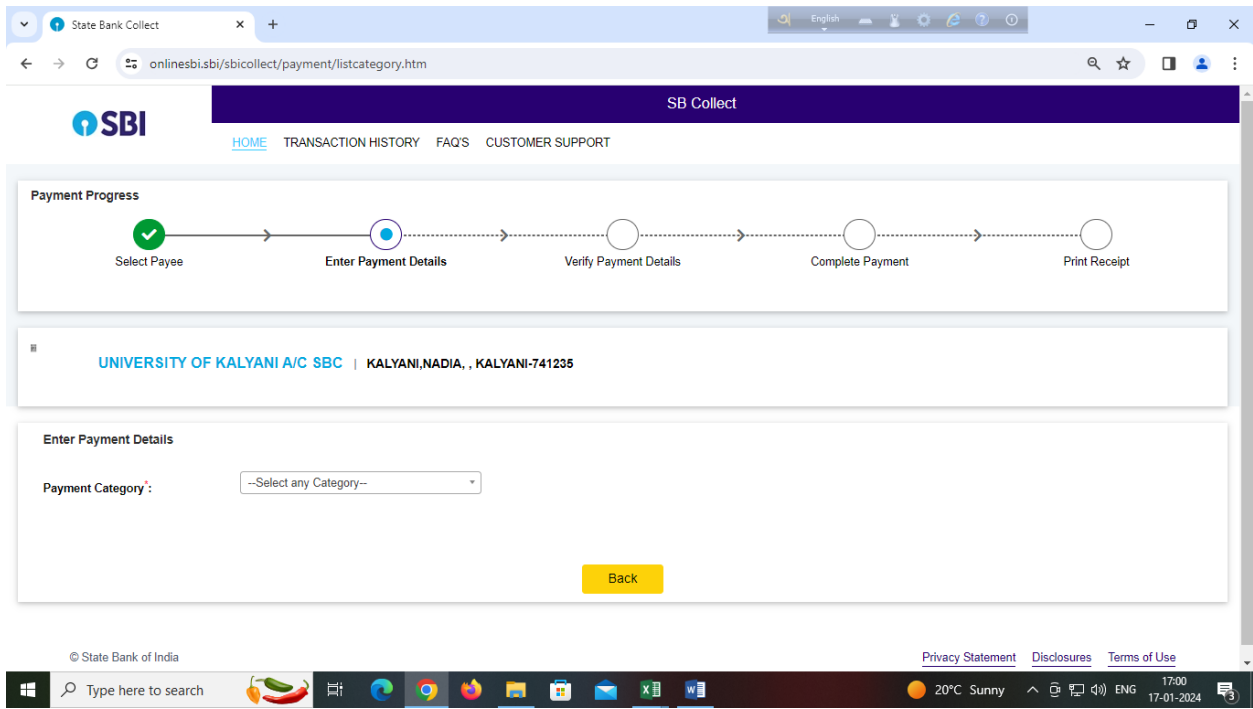 State Bank Collect
English
onlinesbi.sbi/sbicollect/payment/listcategory.htm
SB Collect
SBI
HOME TRANSACTION HISTORY FAQ'S CUSTOMER SUPPORT
Payment Progress
Select Payee Enter Payment Details Verify Payment Details Complete Payment Print Receipt
UNIVERSITY OF KALYANI A/C SBC | KALYANI,NADIA, , KALYANI-741235
Enter Payment Details
Payment Category*: --Select any Category--
Back
© State Bank of India Privacy Statement Disclosures Terms of Use
Type here to search 20°C Sunny ENG 17:00
17-01-2024 3